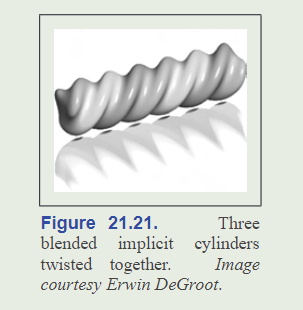 Figure 21.21. Three
blended implicit cylinders
twisted together. Image
courtesy Erwin DeGroot.